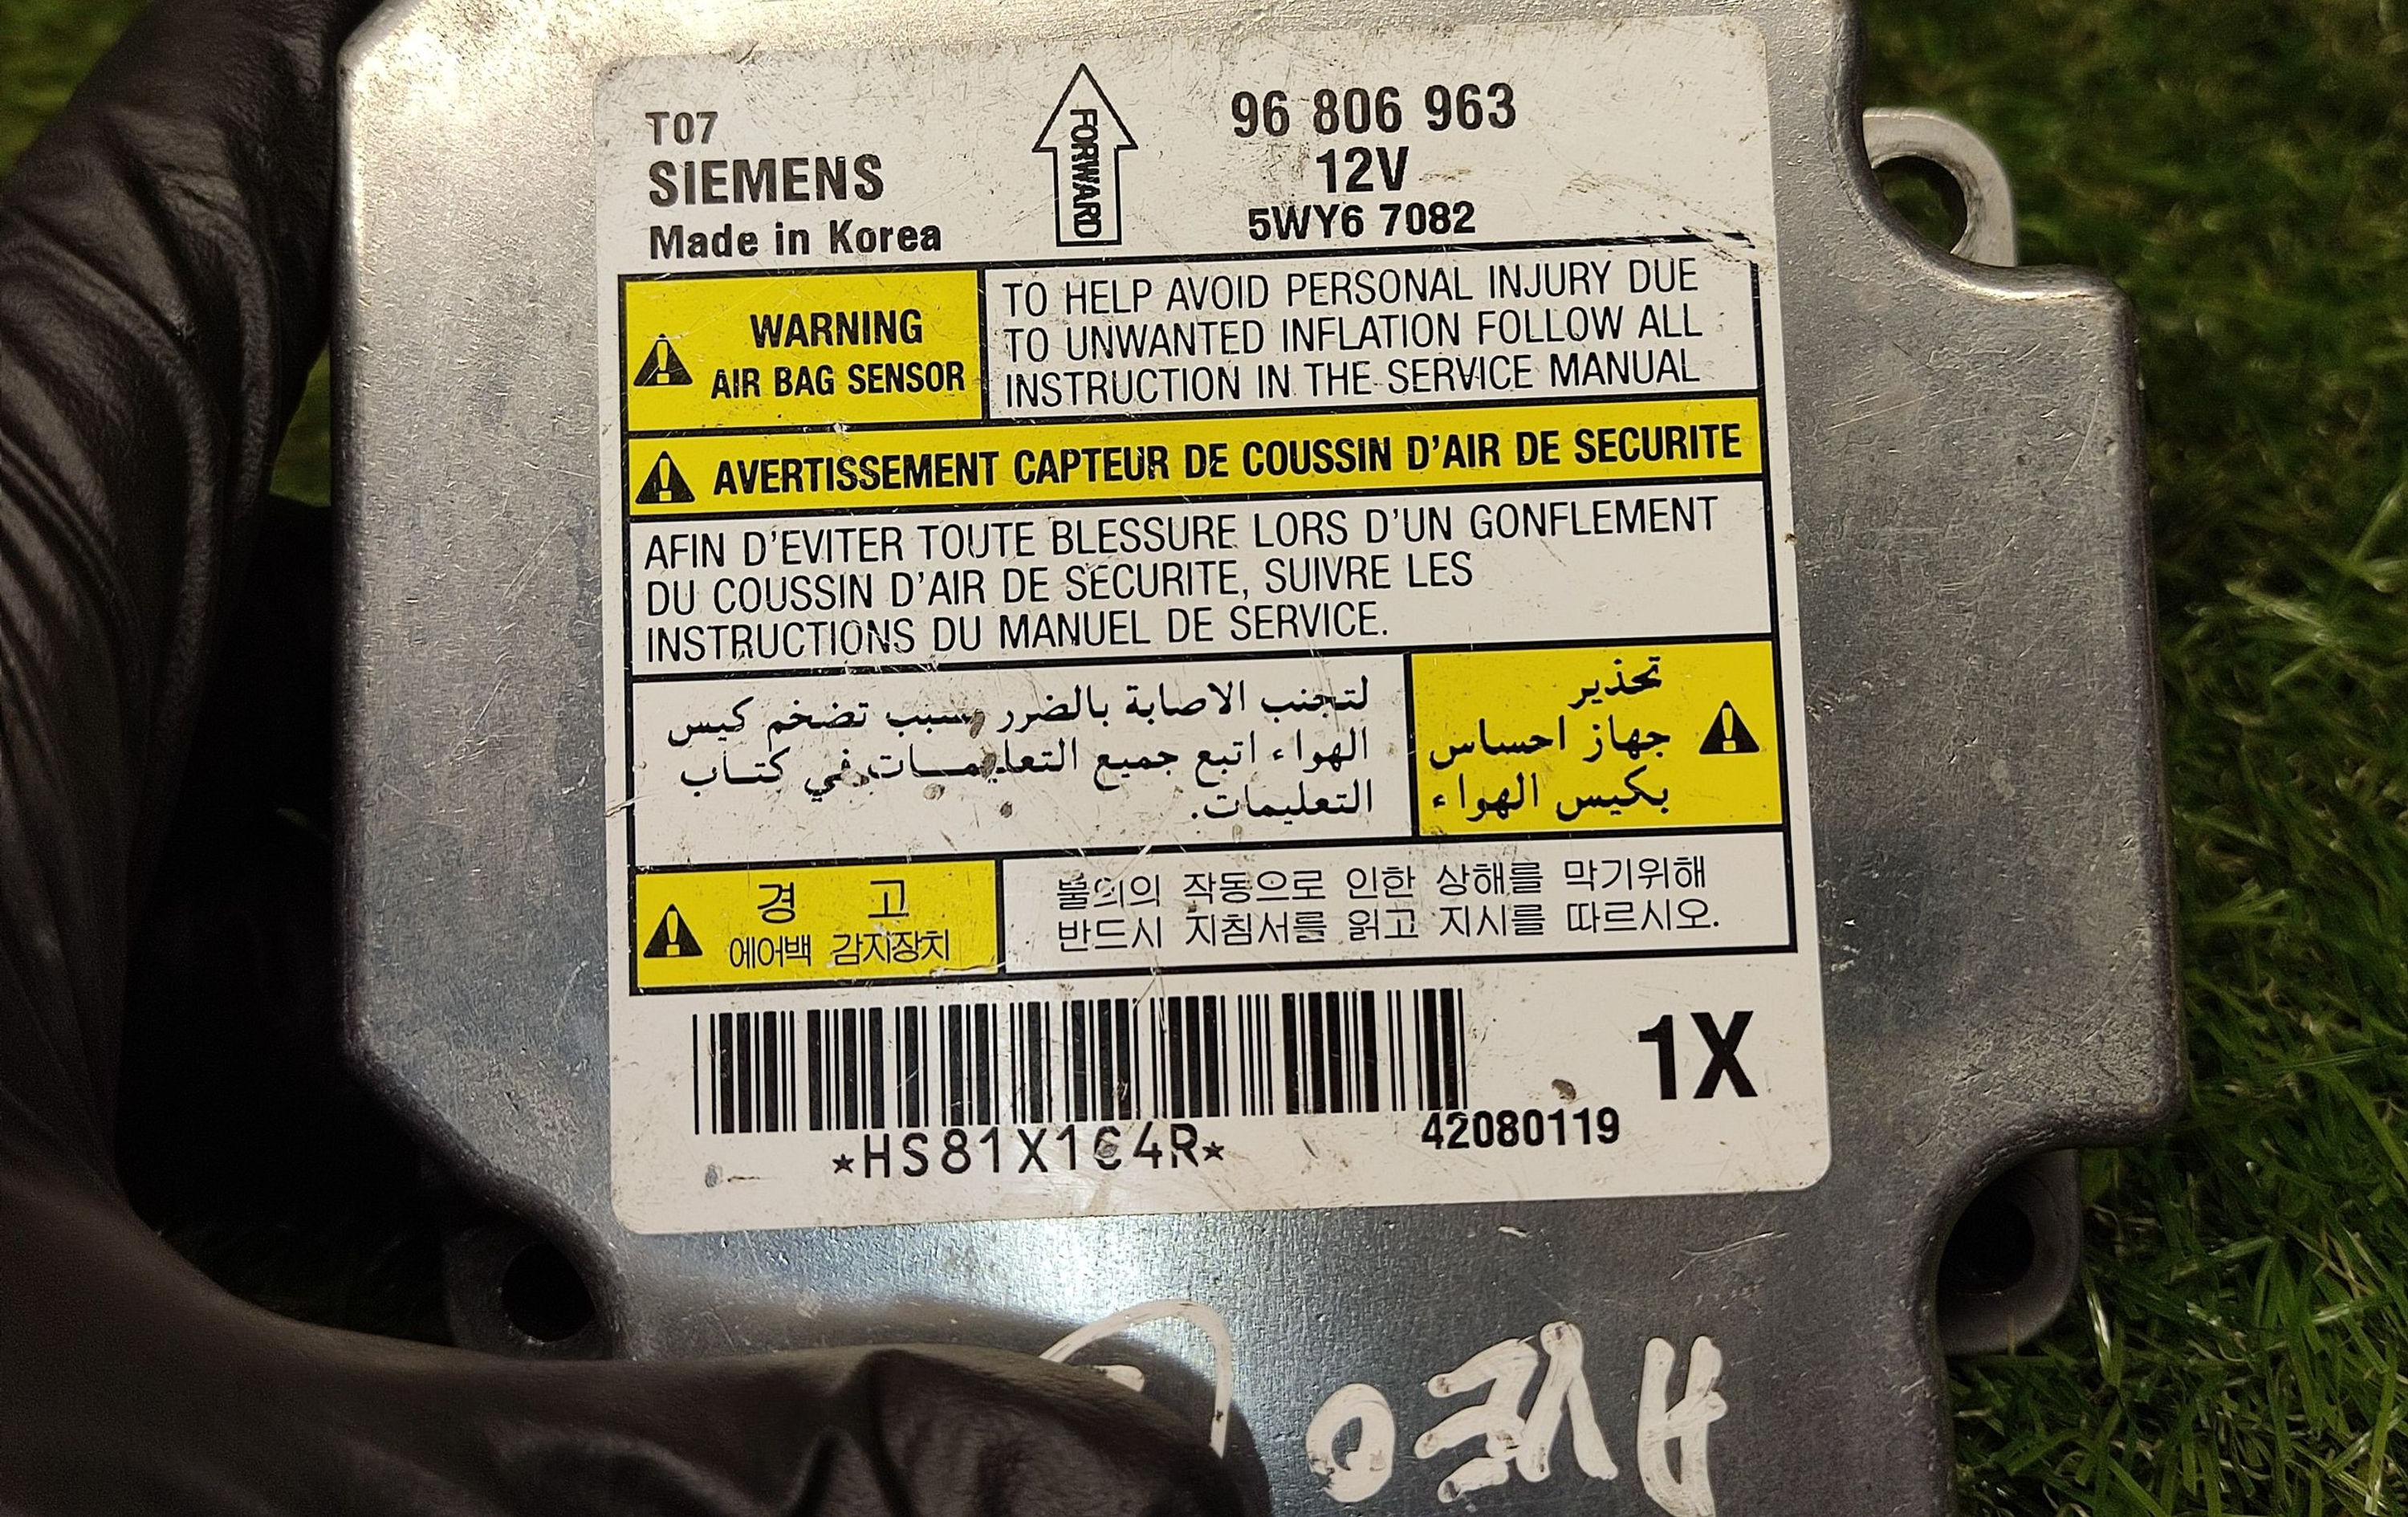 T07
SIEMENS
Made in Korea
FORWARD
96 806 963
12V
5WY6 7082
WARNING
AIR BAG SENSOR
TO HELP AVOID PERSONAL INJURY DUE
TO UNWANTED INFLATION FOLLOW ALL
INSTRUCTION IN THE SERVICE MANUAL
AVERTISSEMENT CAPTEUR DE COUSSIN D'AIR DE SECURITE
AFIN D'EVITER TOUTE BLESSURE LORS D'UN GONFLEMENT
DU COUSSIN D'AIR DE SECURITE, SUIVRE LES
INSTRUCTIONS DU MANUEL DE SERVICE.
تحذير
جهاز احساس
بكيس الهواء
لتجنب الاصابة بالضرر بسبب تضخم كيس
الهواء اتبع جميع التعليمـــات في كتــاب
التعليمات.
경 고
에어백 감지장치
불의의 작동으로 인한 상해를 막기위해
반드시 지침서를 읽고 지시를 따르시오.
1X
42080119
AVEO